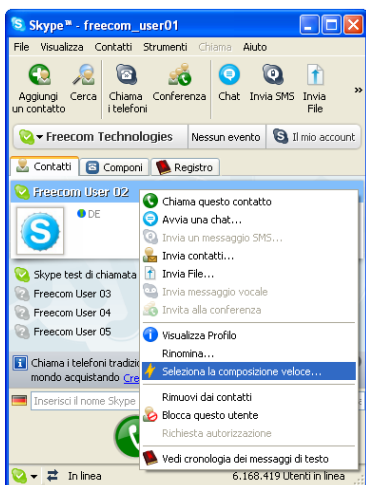 Skype™ - freecom_user01
File Visualizza Contatti Strumenti Chiama Aiuto
Aggiungi un contatto Cerca Chiama i telefoni Conferenza Chat Invia SMS Invia File »
Freecom Technologies Nessun evento Il mio account
Contatti Componi Registro
Freecom User 02
DE
Skype test di chiamata
Freecom User 03
Freecom User 04
Freecom User 05
Chiama i telefoni tradizio
mondo acquistando Cre
Inserisci il nome Skype
Chiama questo contatto
Avvia una chat...
Invia un messaggio SMS...
Invia contatti...
Invia File...
Invia messaggio vocale
Invita alla conferenza
Visualizza Profilo
Rinomina...
Seleziona la composizione veloce...
Rimuovi dai contatti
Blocca questo utente
Richiesta autorizzazione
Vedi cronologia dei messaggi di testo
In linea 6.168.419 Utenti in linea